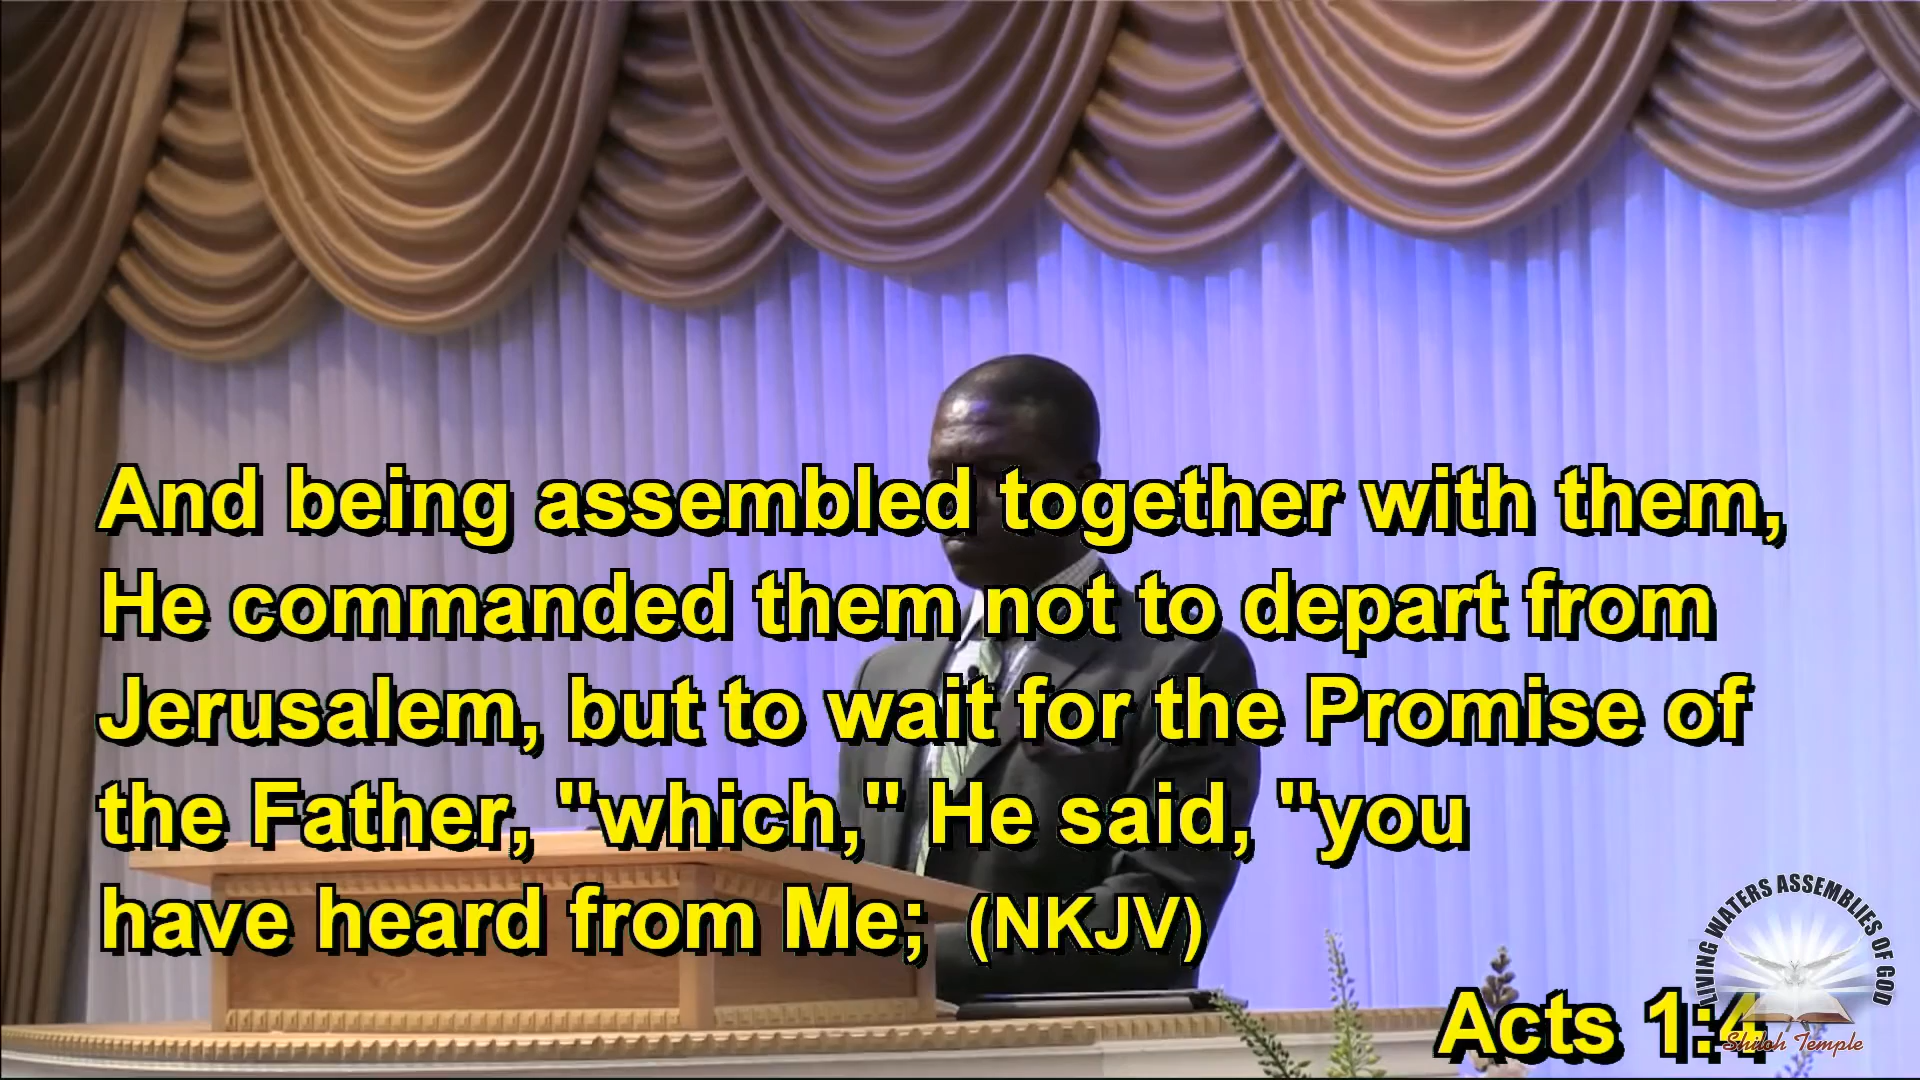 And being assembled together with them,
He commanded them not to depart from
Jerusalem, but to wait for the Promise of
the Father, "which," He said, "you
have heard from Me; (NKJV)
Acts 1:4
LIVING WATERS ASSEMBLIES OF GOD
Shiloh Temple